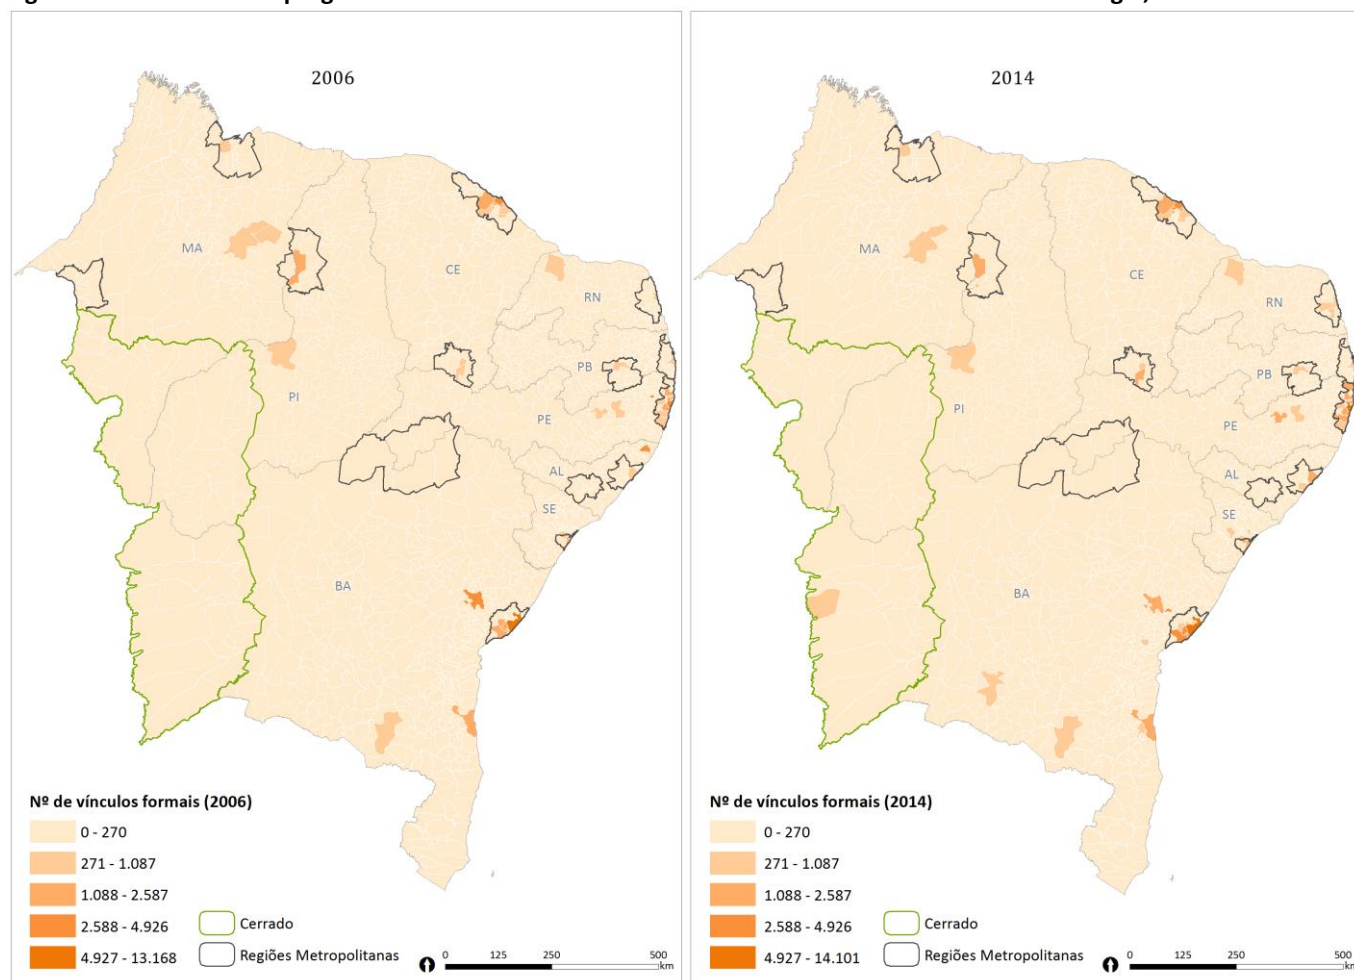 2006
MA
CE
RN
PB
PI
PE
AL
SE
BA
Nº de vínculos formais (2006)
0 - 270
271 - 1.087
1.088 - 2.587
2.588 - 4.926
4.927 - 13.168
Cerrado
Regiões Metropolitanas
0 125 250 500
km
2014
MA
CE
RN
PB
PI
PE
AL
SE
BA
Nº de vínculos formais (2014)
0 - 270
271 - 1.087
1.088 - 2.587
2.588 - 4.926
4.927 - 14.101
Cerrado
Regiões Metropolitanas
0 125 250 500
km